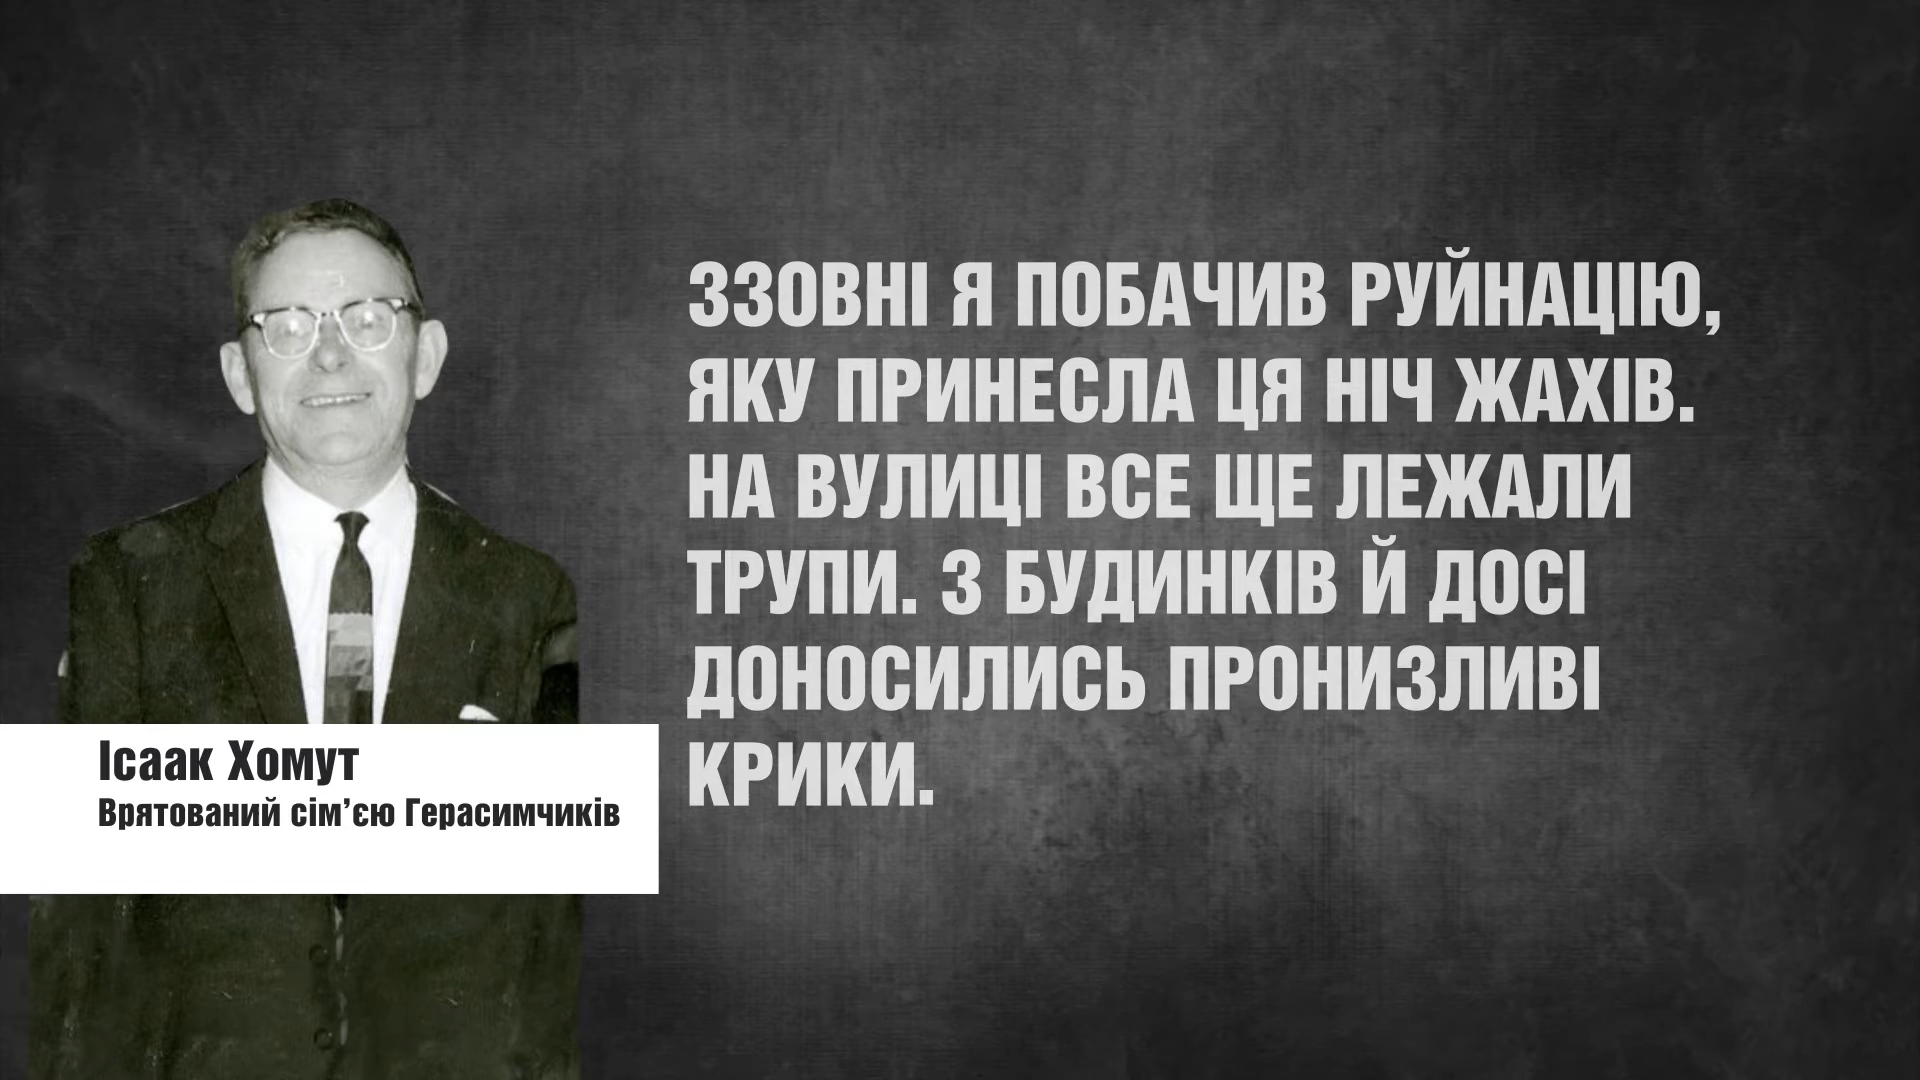 ЗЗОВНІ Я ПОБАЧИВ РУЙНАЦІЮ,
ЯКУ ПРИНЕСЛА ЦЯ НІЧ ЖАХІВ.
НА ВУЛИЦІ ВСЕ ЩЕ ЛЕЖАЛИ
ТРУПИ. З БУДИНКІВ Й ДОСІ
ДОНОСИЛИСЬ ПРОНИЗЛИВІ
КРИКИ.
Ісаак Хомут
Врятований сім’єю Герасимчиків